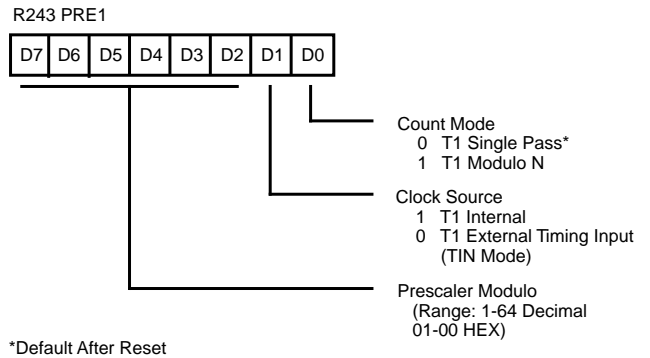 R243 PRE1
D7 D6 D5 D4 D3 D2 D1 D0
Count Mode
0 T1 Single Pass*
1 T1 Modulo N
Clock Source
1 T1 Internal
0 T1 External Timing Input
(TIN Mode)
Prescaler Modulo
(Range: 1-64 Decimal
01-00 HEX)
*Default After Reset